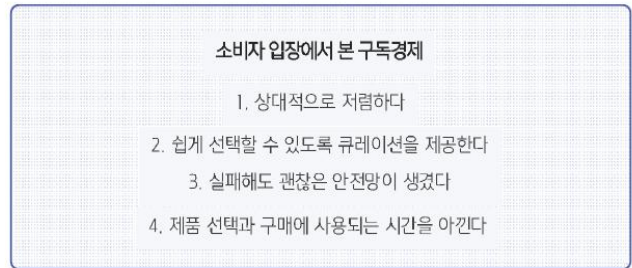 소비자 입장에서 본 구독경제
1. 상대적으로 저렴하다
2. 쉽게 선택할 수 있도록 큐레이션을 제공한다
3. 실패해도 괜찮은 안전망이 생겼다
4. 제품 선택과 구매에 사용되는 시간을 아낀다